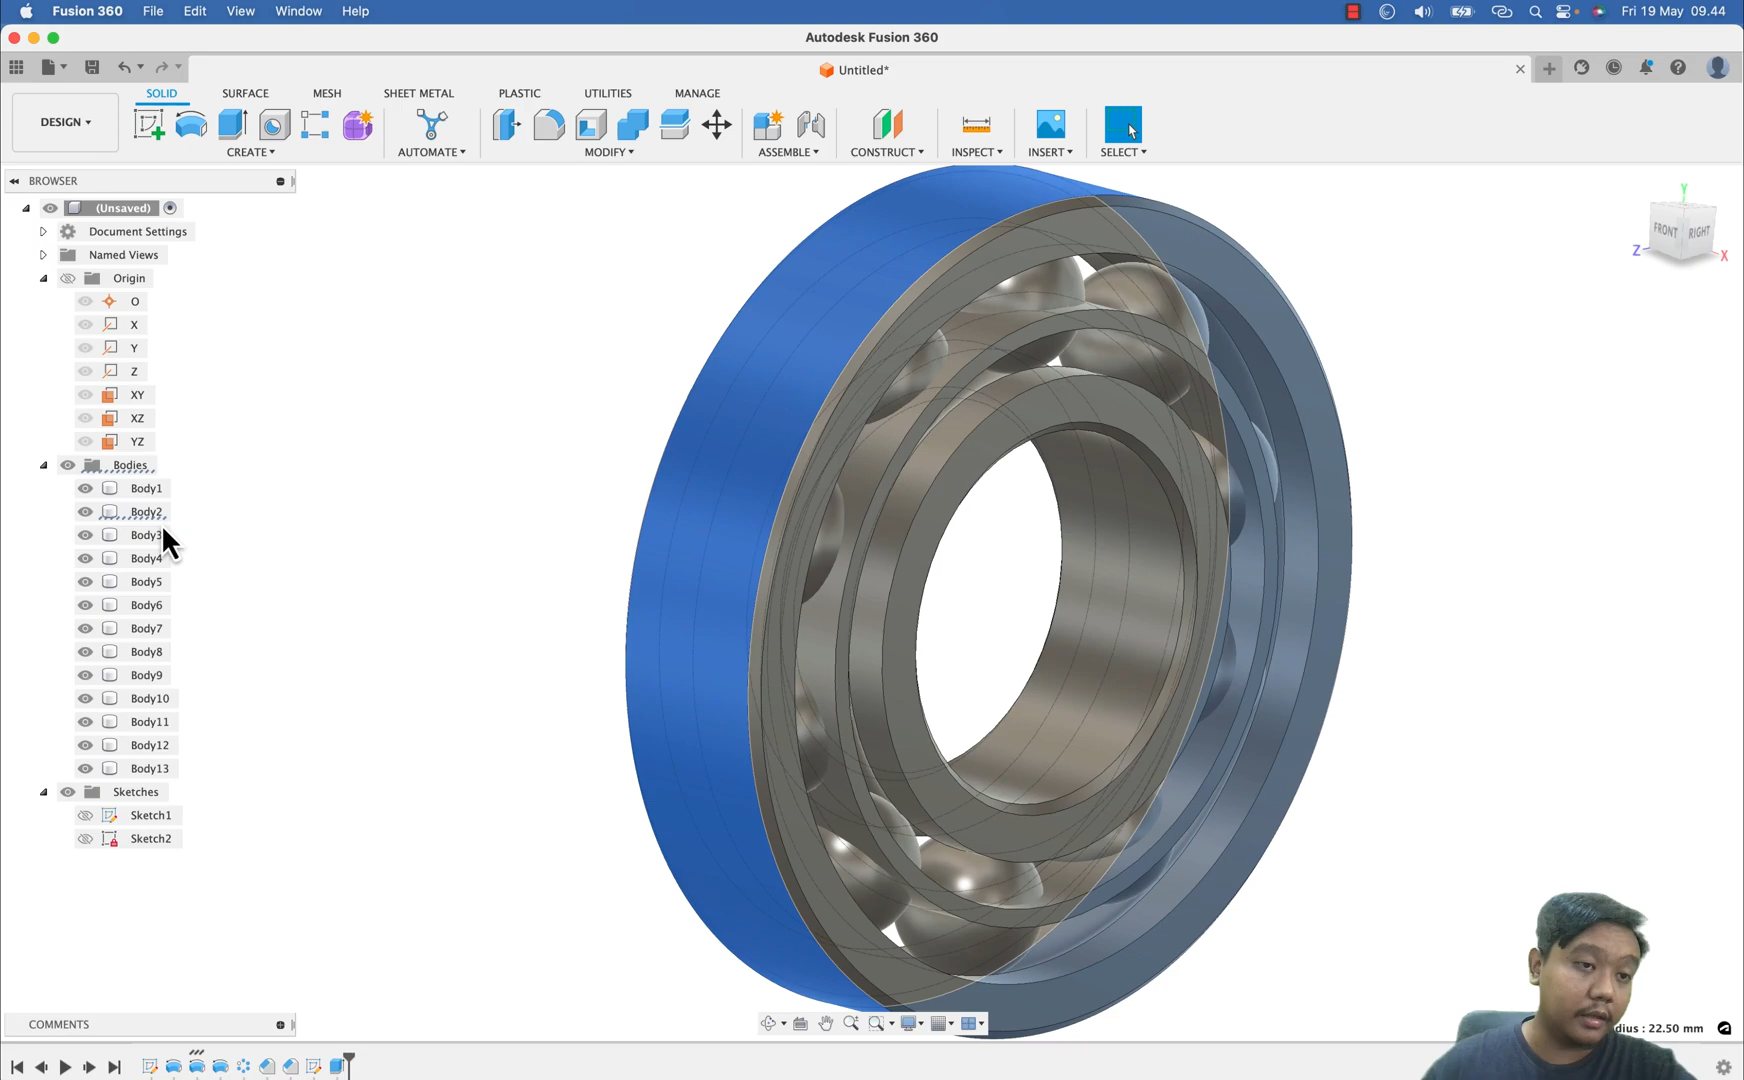 Fusion 360 File Edit View Window Help Fri 19 May 09.44
Autodesk Fusion 360
Untitled*
SOLID SURFACE MESH SHEET METAL PLASTIC UTILITIES MANAGE
DESIGN
CREATE AUTOMATE MODIFY ASSEMBLE CONSTRUCT INSPECT INSERT SELECT
BROWSER
(Unsaved)
Document Settings
Named Views
Origin
O
X
Y
Z
XY
XZ
YZ
Bodies
Body1
Body2
Body3
Body4
Body5
Body6
Body7
Body8
Body9
Body10
Body11
Body12
Body13
Sketches
Sketch1
Sketch2
Y
FRONT RIGHT
Z X
COMMENTS
dius : 22.50 mm